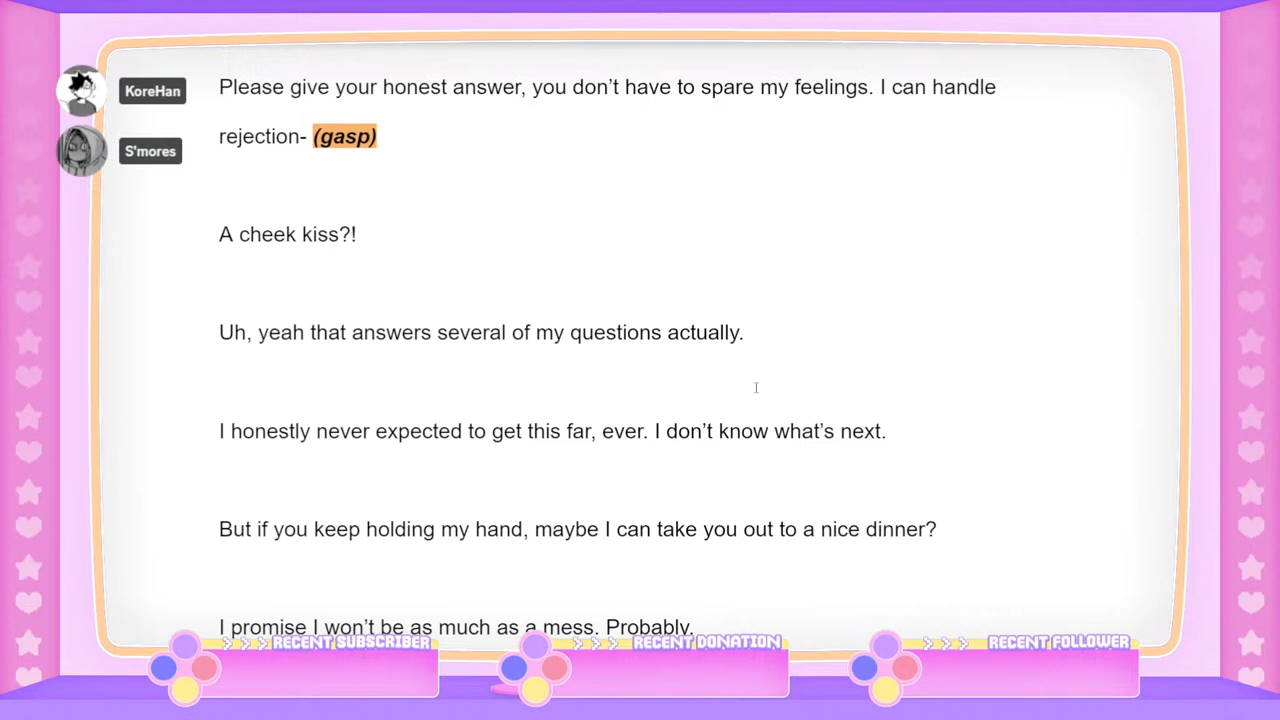 KoreHan
S'mores
Please give your honest answer, you don’t have to spare my feelings. I can handle
rejection- (gasp)
A cheek kiss?!
Uh, yeah that answers several of my questions actually.
I honestly never expected to get this far, ever. I don’t know what’s next.
But if you keep holding my hand, maybe I can take you out to a nice dinner?
I promise I won’t be as much as a mess. Probably.
> > > RECENT SUBSCRIBER
> > > RECENT DONATION
> > > RECENT FOLLOWER